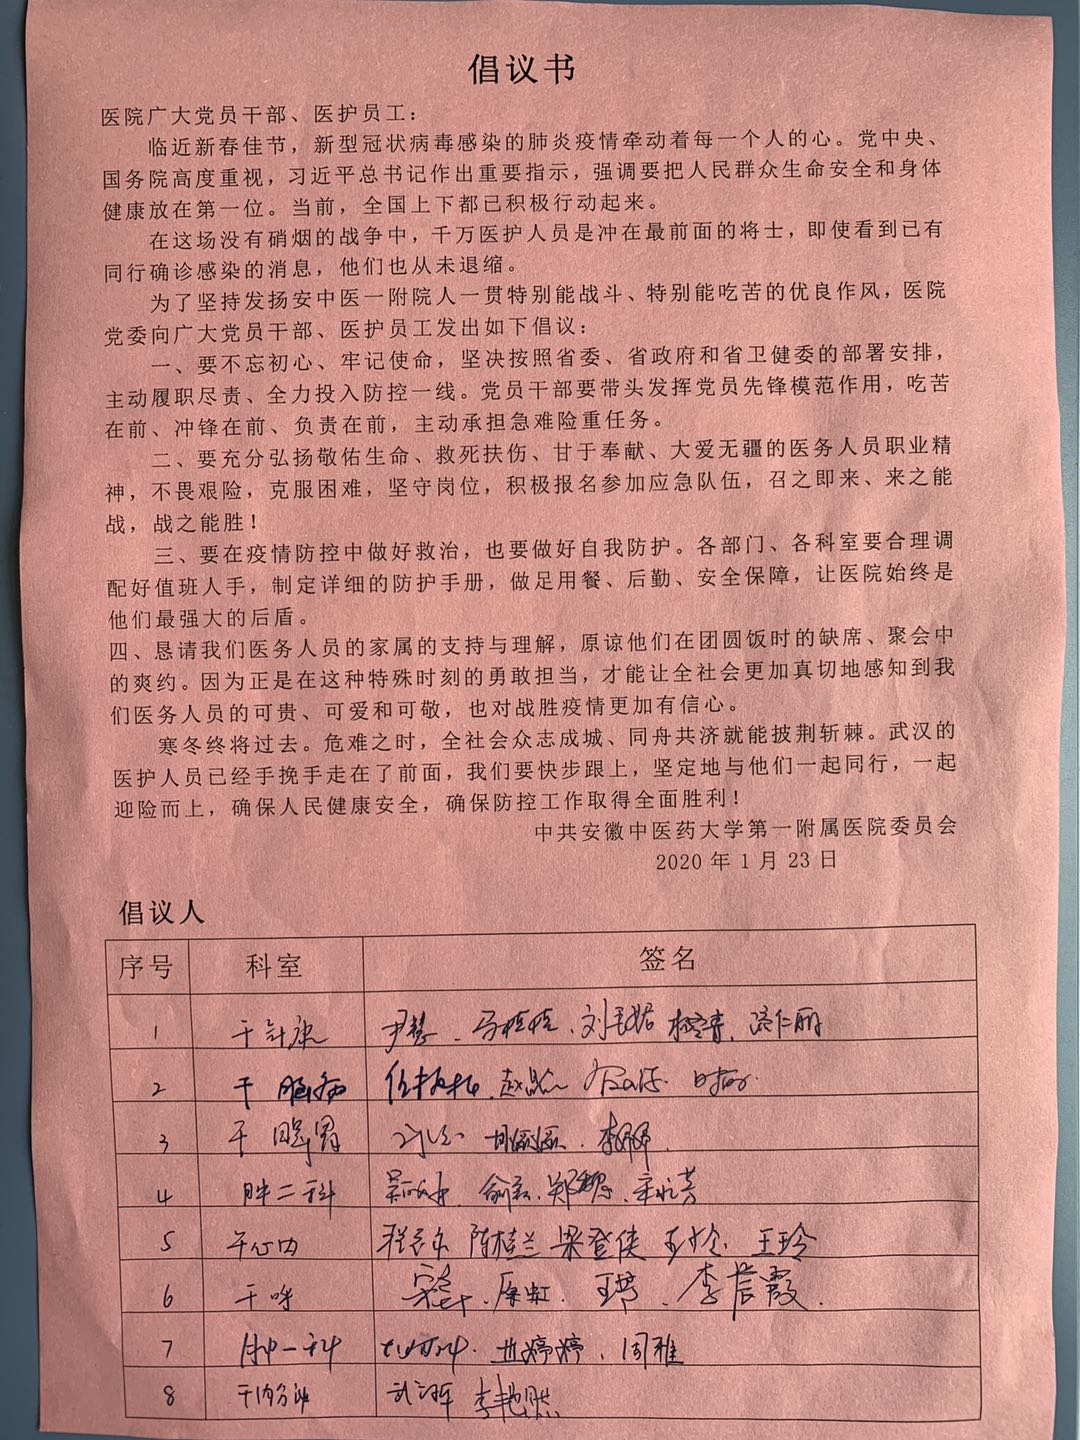 倡议书
医院广大党员干部、医护员工：
临近新春佳节，新型冠状病毒感染的肺炎疫情牵动着每一个人的心。党中央、
国务院高度重视，习近平总书记作出重要指示，强调要把人民群众生命安全和身体
健康放在第一位。当前，全国上下都已积极行动起来。
在这场没有硝烟的战争中，千万医护人员是冲在最前面的将士，即使看到已有
同行确诊感染的消息，他们也从未退缩。
为了坚持发扬安中医一附院人一贯特别能战斗、特别能吃苦的优良作风，医院
党委向广大党员干部、医护员工发出如下倡议：
一、要不忘初心、牢记使命，坚决按照省委、省政府和省卫健委的部署安排，
主动履职尽责、全力投入防控一线。党员干部要带头发挥党员先锋模范作用，吃苦
在前、冲锋在前、负责在前，主动承担急难险重任务。
二、要充分弘扬敬佑生命、救死扶伤、甘于奉献、大爱无疆的医务人员职业精
神，不畏艰险，克服困难，坚守岗位，积极报名参加应急队伍，召之即来、来之能
战，战之能胜！
三、要在疫情防控中做好救治，也要做好自我防护。各部门、各科室要合理调
配好值班人手，制定详细的防护手册，做足用餐、后勤、安全保障，让医院始终是
他们最强大的后盾。
四、恳请我们医务人员的家属的支持与理解，原谅他们在团圆饭时的缺席、聚会中
的爽约。因为正是在这种特殊时刻的勇敢担当，才能让全社会更加真切地感知到我
们医务人员的可贵、可爱和可敬，也对战胜疫情更加有信心。
寒冬终将过去。危难之时，全社会众志成城、同舟共济就能披荆斩棘。武汉的
医护人员已经手挽手走在了前面，我们要快步跟上，坚定地与他们一起同行，一起
迎险而上，确保人民健康安全，确保防控工作取得全面胜利！
中共安徽中医药大学第一附属医院委员会
2020年1月23日
倡议人
序号 科室 签名
1 尹慧
2 干脑病
3 干脾胃 李婷婷
4 肿二科
5 干心内 陈桂兰 梁登侠 王玲
6 干呼
7 肿一科 婷婷、周雅
8 干内分泌